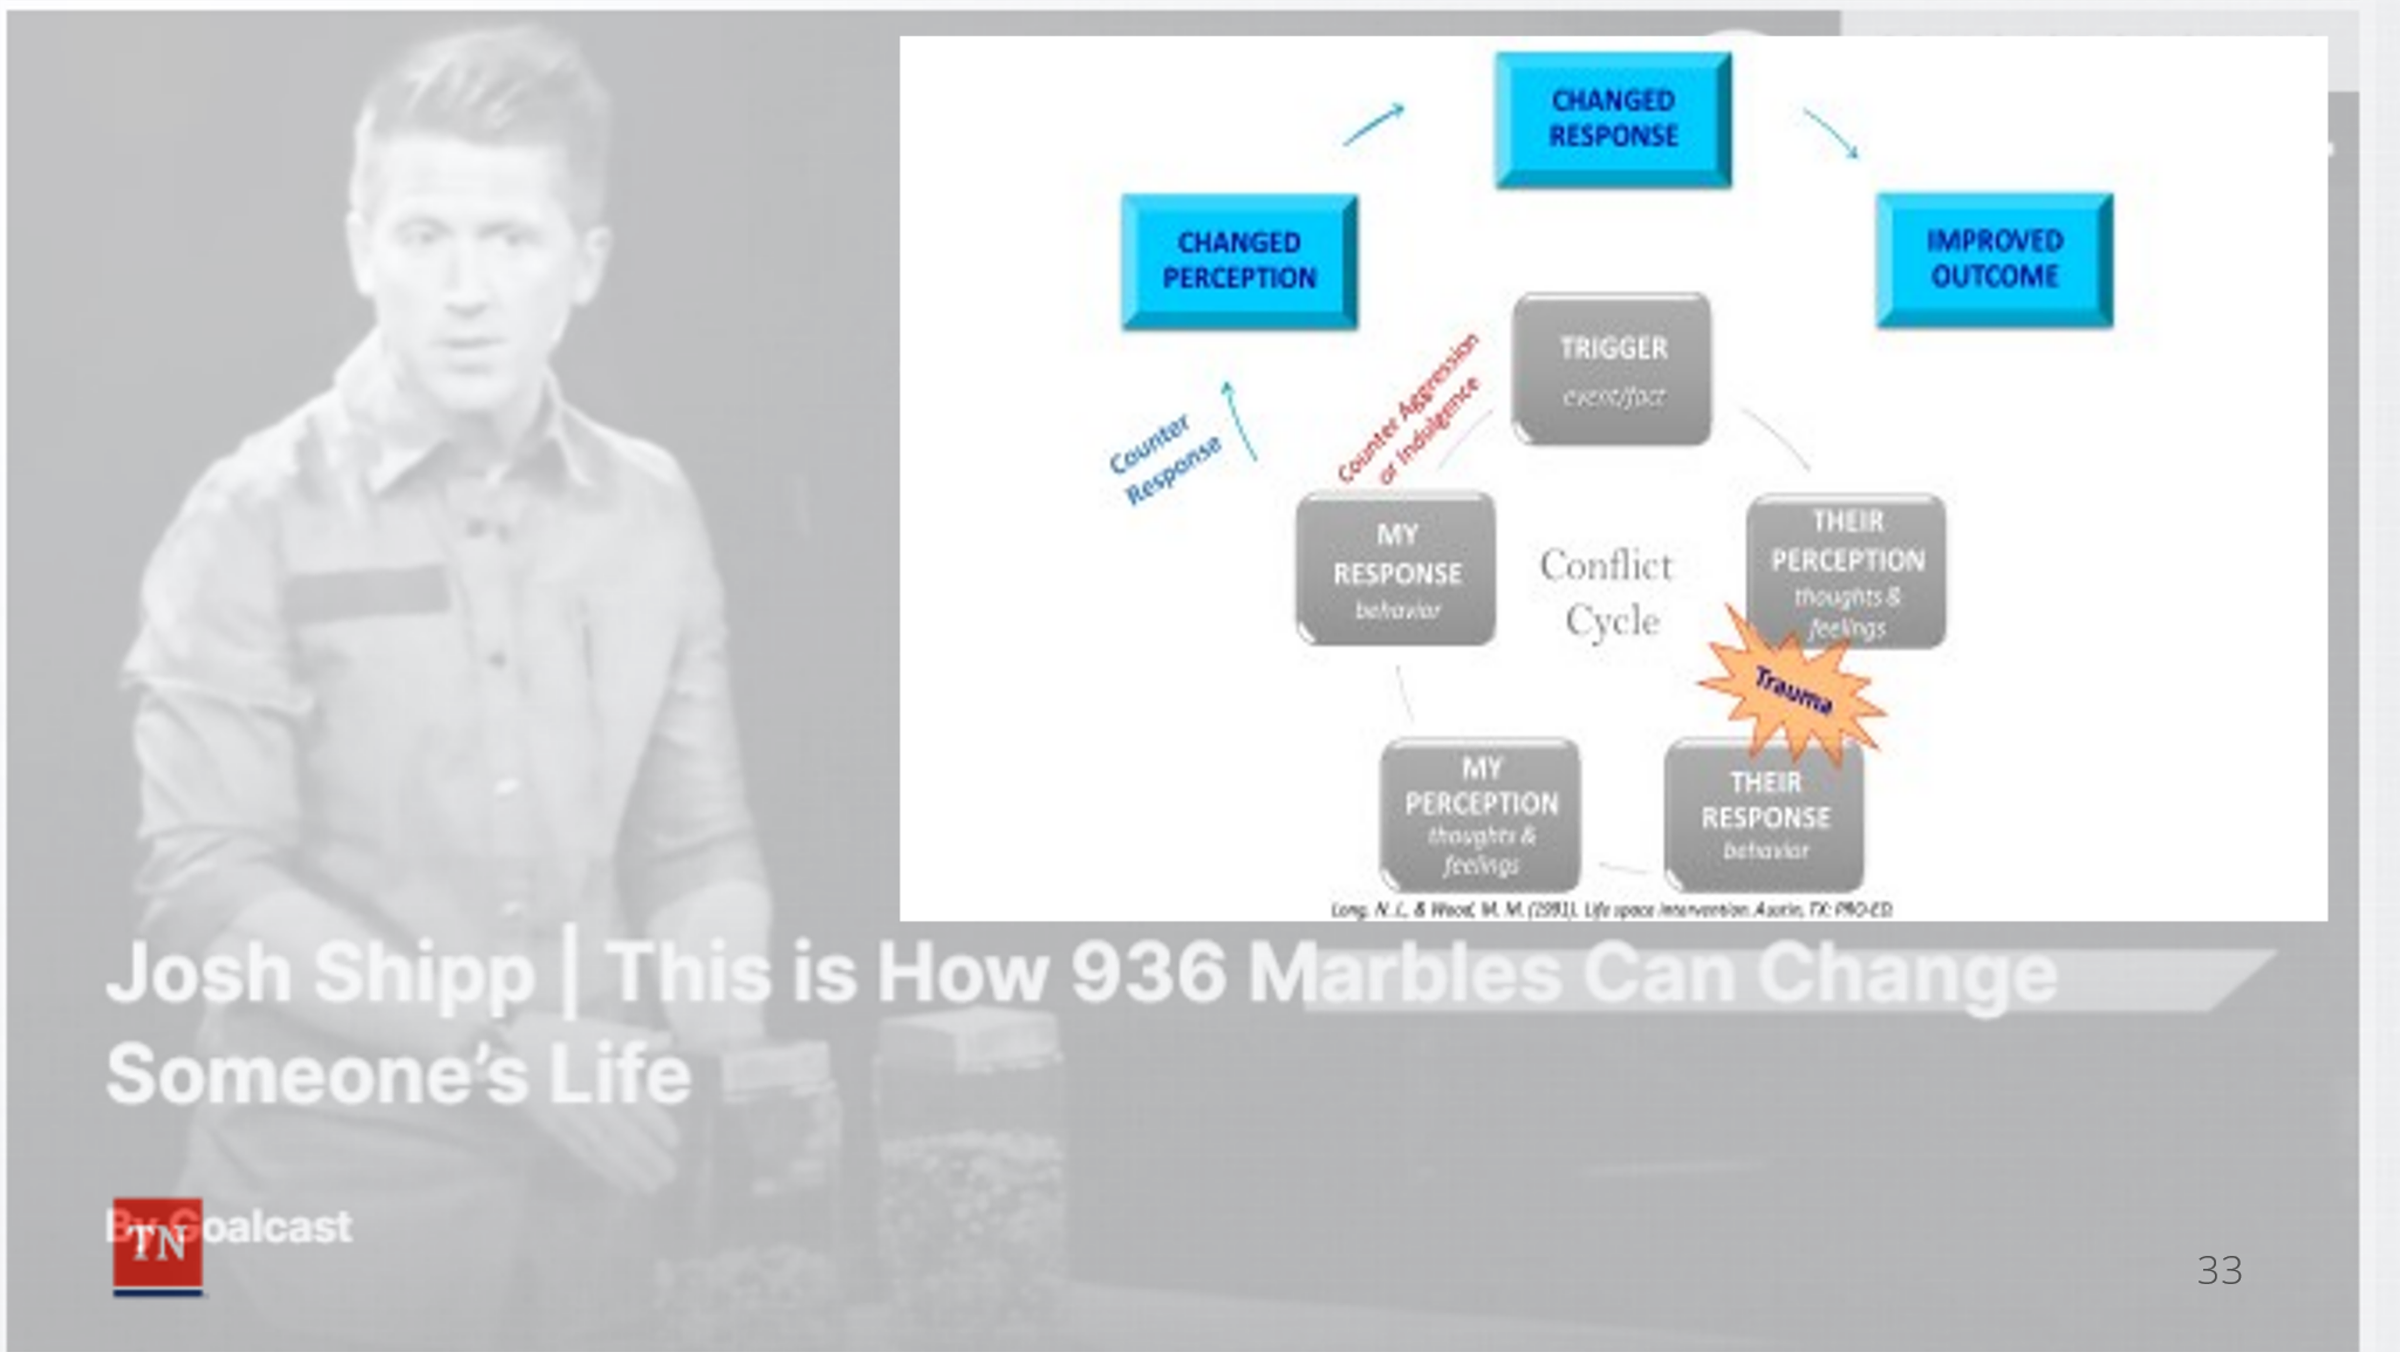 CHANGED
RESPONSE
CHANGED
PERCEPTION
IMPROVED
OUTCOME
Counter
Response
Counter Aggression
or Indulgence
TRIGGER
event/fact
THEIR
PERCEPTION
thoughts &
feelings
Trauma
THEIR
RESPONSE
behavior
MY
PERCEPTION
thoughts &
feelings
MY
RESPONSE
behavior
Conflict
Cycle
Long, N. J., & Wood, M. M. (1991). Life space intervention. Austin, TX: PRO-ED.
Josh Shipp | This is How 936 Marbles Can Change
Someone's Life
By Goalcast
TN
33